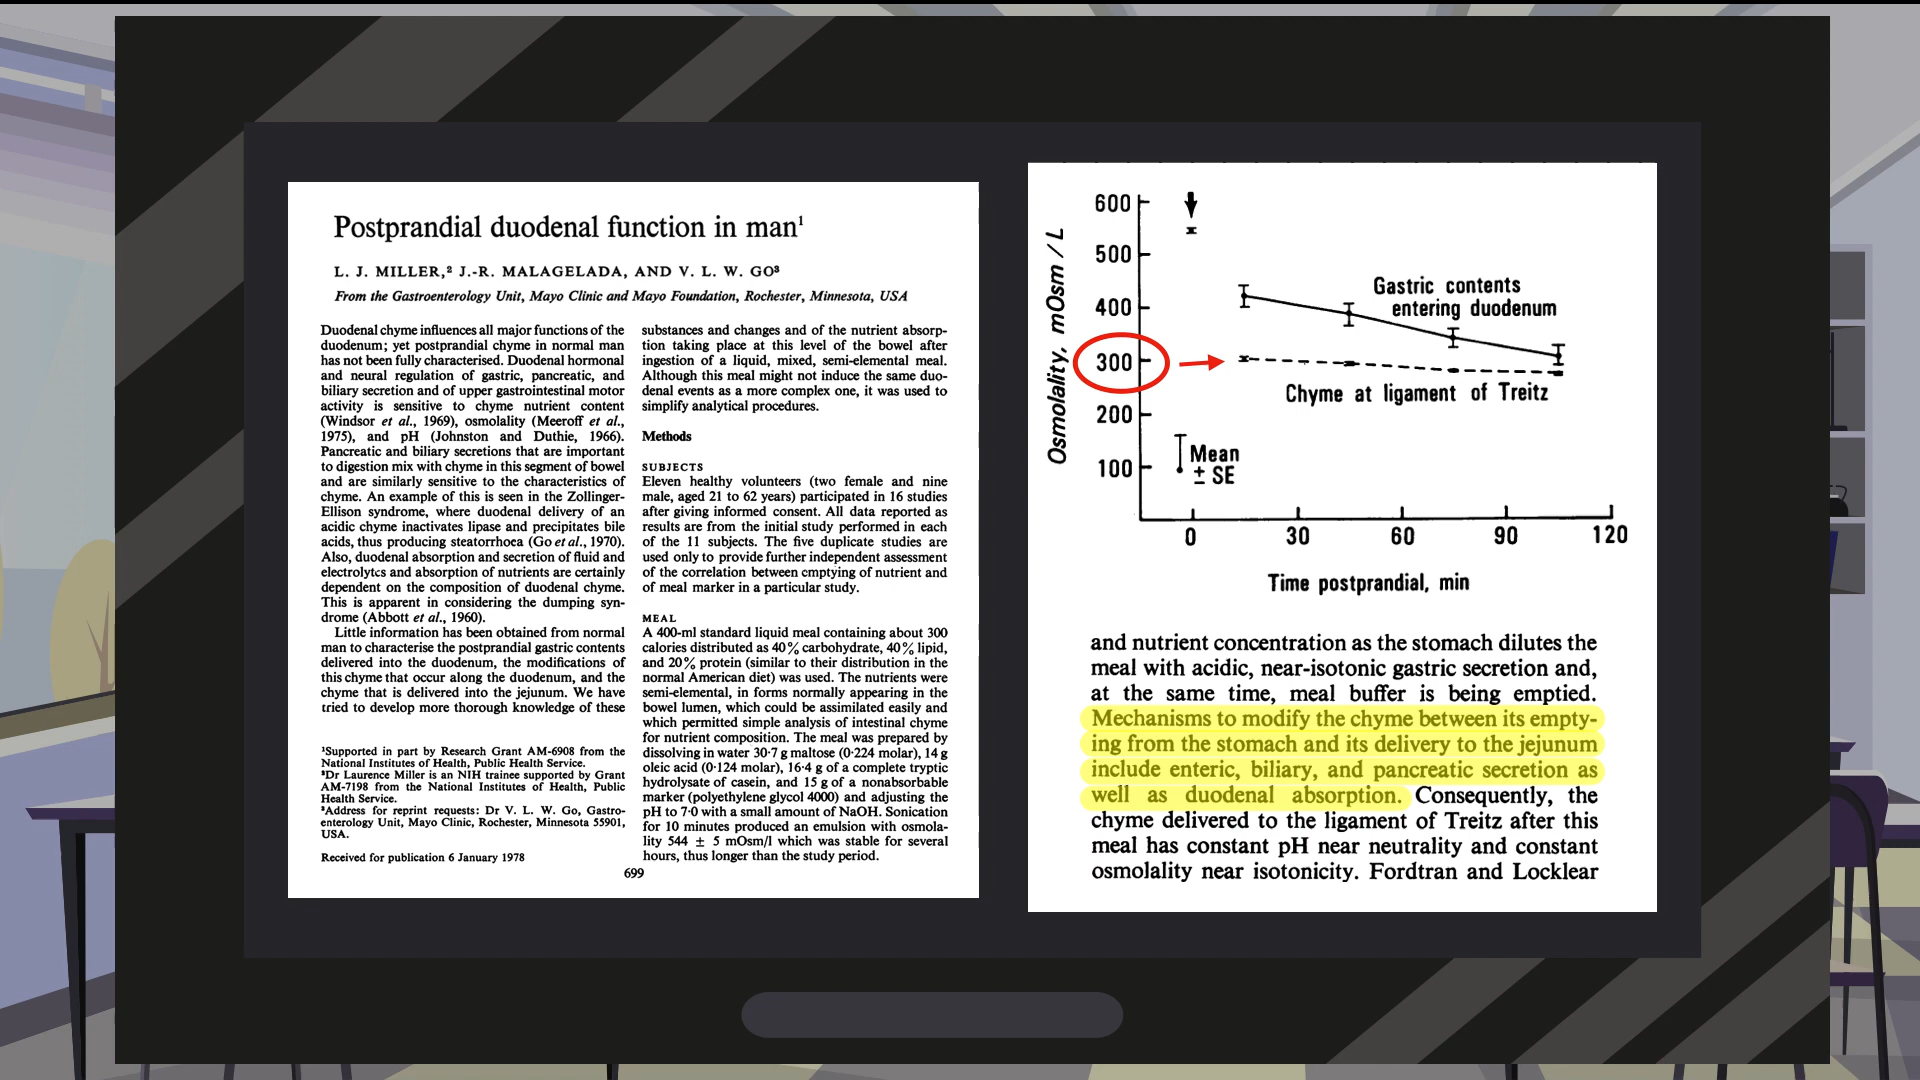 Postprandial duodenal function in man¹
L. J. MILLER,² J.-R. MALAGELADA, AND V. L. W. GO³
From the Gastroenterology Unit, Mayo Clinic and Mayo Foundation, Rochester, Minnesota, USA
Duodenal chyme influences all major functions of the
duodenum; yet postprandial chyme in normal man
has not been fully characterised. Duodenal hormonal
and neural regulation of gastric, pancreatic, and
biliary secretion and of upper gastrointestinal motor
activity is sensitive to chyme nutrient content
(Windsor et al., 1969), osmolality (Meeroff et al.,
1975), and pH (Johnston and Duthie, 1966).
Pancreatic and biliary secretions that are important
to digestion mix with chyme in this segment of bowel
and are similarly sensitive to the characteristics of
chyme. An example of this is seen in the Zollinger-
Ellison syndrome, where duodenal delivery of an
acidic chyme inactivates lipase and precipitates bile
acids, thus producing steatorrhoea (Go et al., 1970).
Also, duodenal absorption and secretion of fluid and
electrolytes and absorption of nutrients are certainly
dependent on the composition of duodenal chyme.
This is apparent in considering the dumping syn-
drome (Abbott et al., 1960).
Little information has been obtained from normal
man to characterise the postprandial gastric contents
delivered into the duodenum, the modifications of
this chyme that occur along the duodenum, and the
chyme that is delivered into the jejunum. We have
tried to develop more thorough knowledge of these
¹Supported in part by Research Grant AM-6908 from the
National Institutes of Health, Public Health Service.
²Dr Laurence Miller is an NIH trainee supported by Grant
AM-7198 from the National Institutes of Health, Public
Health Service.
³Address for reprint requests: Dr V. L. W. Go, Gastro-
enterology Unit, Mayo Clinic, Rochester, Minnesota 55901,
USA.
Received for publication 6 January 1978
substances and changes and of the nutrient absorp-
tion taking place at this level of the bowel after
ingestion of a liquid, mixed, semi-elemental meal.
Although this meal might not induce the same duo-
denal events as a more complex one, it was used to
simplify analytical procedures.
Methods
SUBJECTS
Eleven healthy volunteers (two female and nine
male, aged 21 to 62 years) participated in 16 studies
after giving informed consent. All data reported as
results are from the initial study performed in each
of the 11 subjects. The five duplicate studies are
used only to provide further independent assessment
of the correlation between emptying of nutrient and
of meal marker in a particular study.
MEAL
A 400-ml standard liquid meal containing about 300
calories distributed as 40% carbohydrate, 40% lipid,
and 20% protein (similar to their distribution in the
normal American diet) was used. The nutrients were
semi-elemental, in forms normally appearing in the
bowel lumen, which could be assimilated easily and
which permitted simple analysis of intestinal chyme
for nutrient composition. The meal was prepared by
dissolving in water 30·7 g maltose (0·224 molar), 14 g
oleic acid (0·124 molar), 16·4 g of a complete tryptic
hydrolysate of casein, and 15 g of a nonabsorbable
marker (polyethylene glycol 4000) and adjusting the
pH to 7·0 with a small amount of NaOH. Sonication
for 10 minutes produced an emulsion with osmola-
lity 544 ± 5 mOsm/l which was stable for several
hours, thus longer than the study period.
699
Osmolality, mOsm / L
600
500
400
300
200
100
Gastric contents
entering duodenum
Chyme at ligament of Treitz
Mean
± SE
0 30 60 90 120
Time postprandial, min
and nutrient concentration as the stomach dilutes the
meal with acidic, near-isotonic gastric secretion and,
at the same time, meal buffer is being emptied.
Mechanisms to modify the chyme between its empty-
ing from the stomach and its delivery to the jejunum
include enteric, biliary, and pancreatic secretion as
well as duodenal absorption. Consequently, the
chyme delivered to the ligament of Treitz after this
meal has constant pH near neutrality and constant
osmolality near isotonicity. Fordtran and Locklear